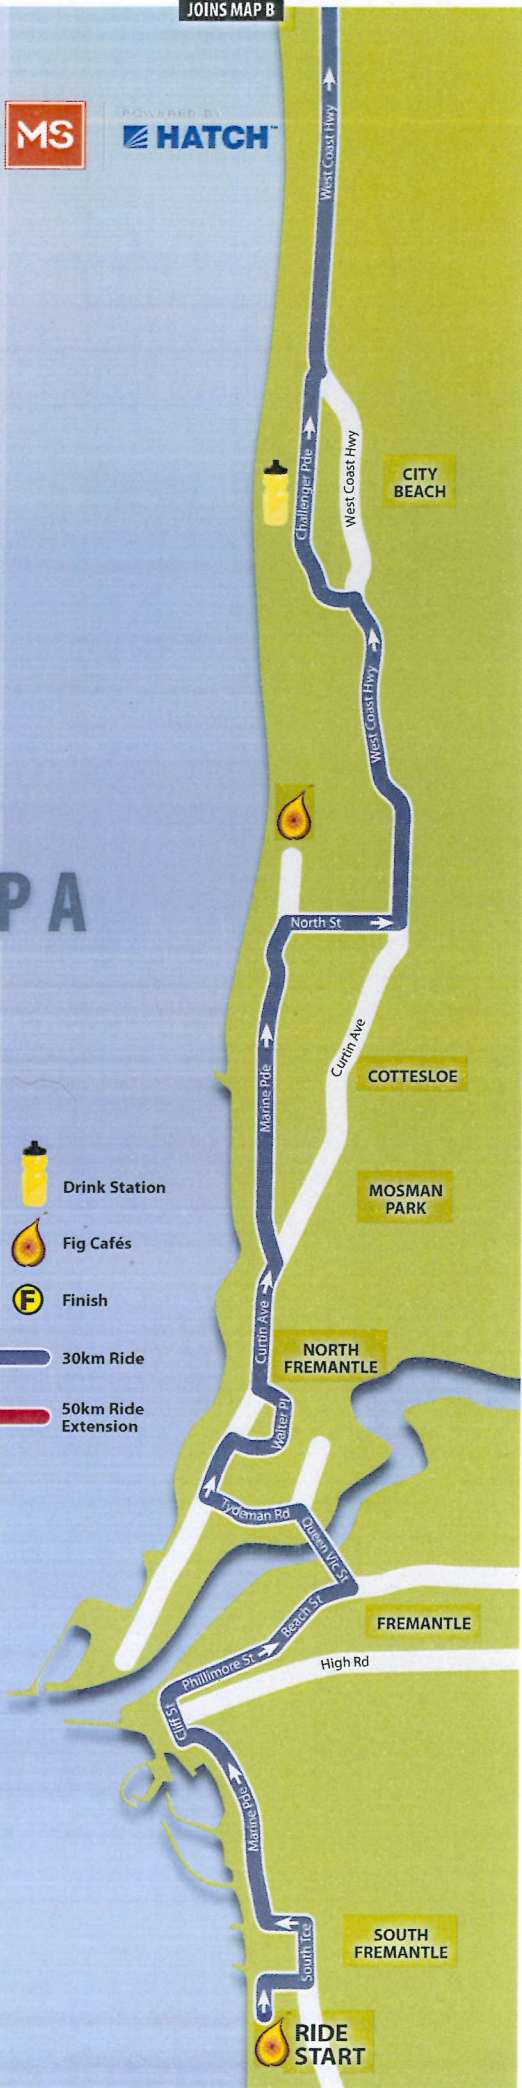 JOINS MAP B
MS
POWERED BY
HATCH™
West Coast Hwy
West Coast Hwy
Challenger Pde
CITY
BEACH
West Coast Hwy
PA
North St
Curtin Ave
Marine Pde
COTTESLOE
MOSMAN
PARK
Drink Station
Fig Cafés
F Finish
30km Ride
50km Ride
Extension
Curtin Ave
NORTH
FREMANTLE
Walter Pl
Tydeman Rd
Queen Vic St
Beach St
FREMANTLE
Phillimore St
High Rd
Cliff St
Marine Pde
SOUTH
FREMANTLE
South Tce
RIDE
START